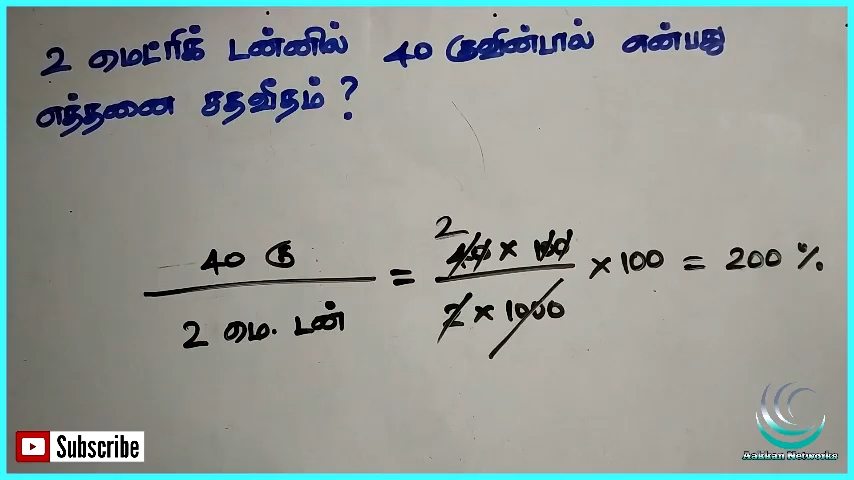 2 மெட்ரிக் டன்னில் 40 குவின்பால் என்பது
எத்தனை சதவீதம் ?
40 கு / 2 மெ. டன் = 2 40 x 100 / 2 x 1000 x 100 = 200 %
Subscribe
Aakkan Networks